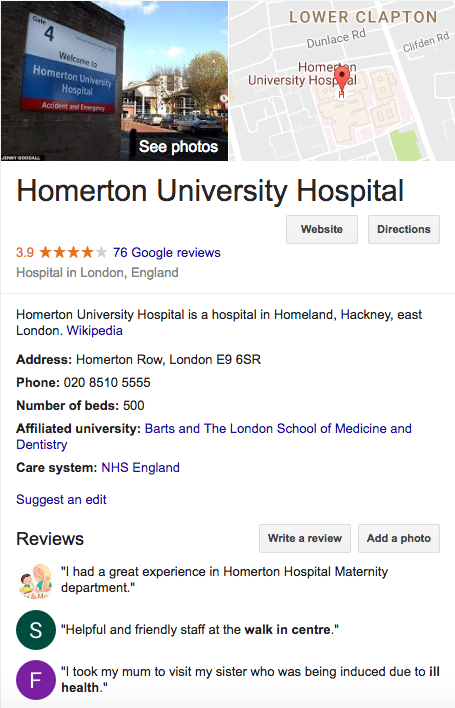 Gate
4
Welcome to
Homerton University
Hospital
Accident and Emergency
JENNY GODDALL
See photos
LOWER CLAPTON
Dunlace Rd
Clifden Rd
Homerton
University Hospital
H
Homerton University Hospital
Website
Directions
3.9 ★★★★★ 76 Google reviews
Hospital in London, England
Homerton University Hospital is a hospital in Homeland, Hackney, east
London. Wikipedia
Address: Homerton Row, London E9 6SR
Phone: 020 8510 5555
Number of beds: 500
Affiliated university: Barts and The London School of Medicine and
Dentistry
Care system: NHS England
Suggest an edit
Reviews
Write a review
Add a photo
"I had a great experience in Homerton Hospital Maternity
department."
S
"Helpful and friendly staff at the walk in centre."
F
"I took my mum to visit my sister who was being induced due to ill
health."